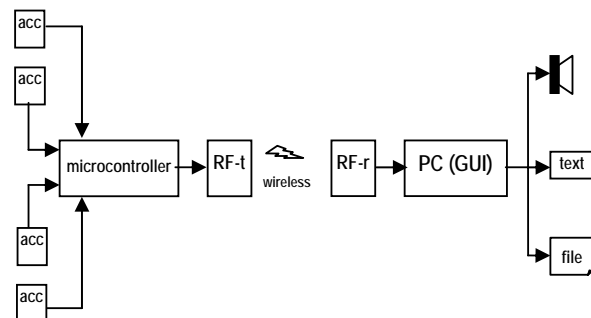 acc
acc
microcontroller
RF-t
wireless
RF-r
PC (GUI)
text
file
acc
acc